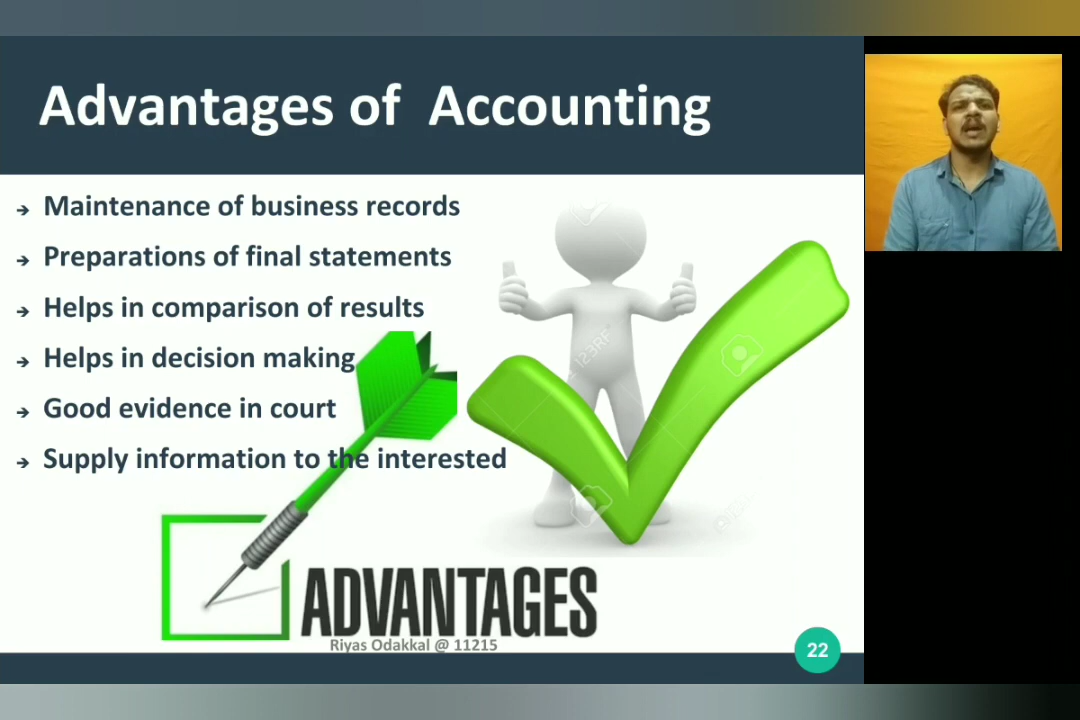 Advantages of Accounting
➔ Maintenance of business records
➔ Preparations of final statements
➔ Helps in comparison of results
➔ Helps in decision making
➔ Good evidence in court
➔ Supply information to the interested
123RF
ADVANTAGES
Riyas Odakkal @ 11215
22